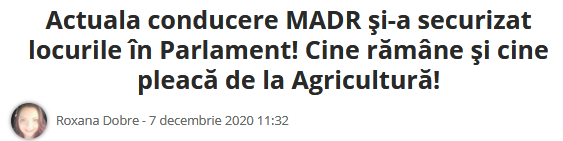 Actuala conducere MADR şi-a securizat
locurile în Parlament! Cine rămâne şi cine
pleacă de la Agricultură!
Roxana Dobre - 7 decembrie 2020 11:32